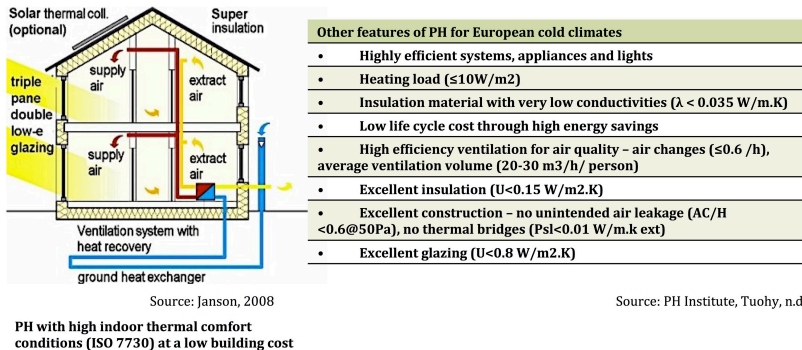 Solar thermal coll.
(optional)
Super
insulation
supply
air
extract
air
triple
pane
double
low-e
glazing
supply
air
extract
air
Ventilation system with
heat recovery
ground heat exchanger
Source: Janson, 2008
PH with high indoor thermal comfort
conditions (ISO 7730) at a low building cost
Other features of PH for European cold climates
• Highly efficient systems, appliances and lights
• Heating load (≤10W/m2)
• Insulation material with very low conductivities (λ < 0.035 W/m.K)
• Low life cycle cost through high energy savings
• High efficiency ventilation for air quality – air changes (≤0.6 /h),
average ventilation volume (20-30 m3/h/ person)
• Excellent insulation (U<0.15 W/m2.K)
• Excellent construction – no unintended air leakage (AC/H
<0.6@50Pa), no thermal bridges (Psl<0.01 W/m.k ext)
• Excellent glazing (U<0.8 W/m2.K)
Source: PH Institute, Tuohy, n.d